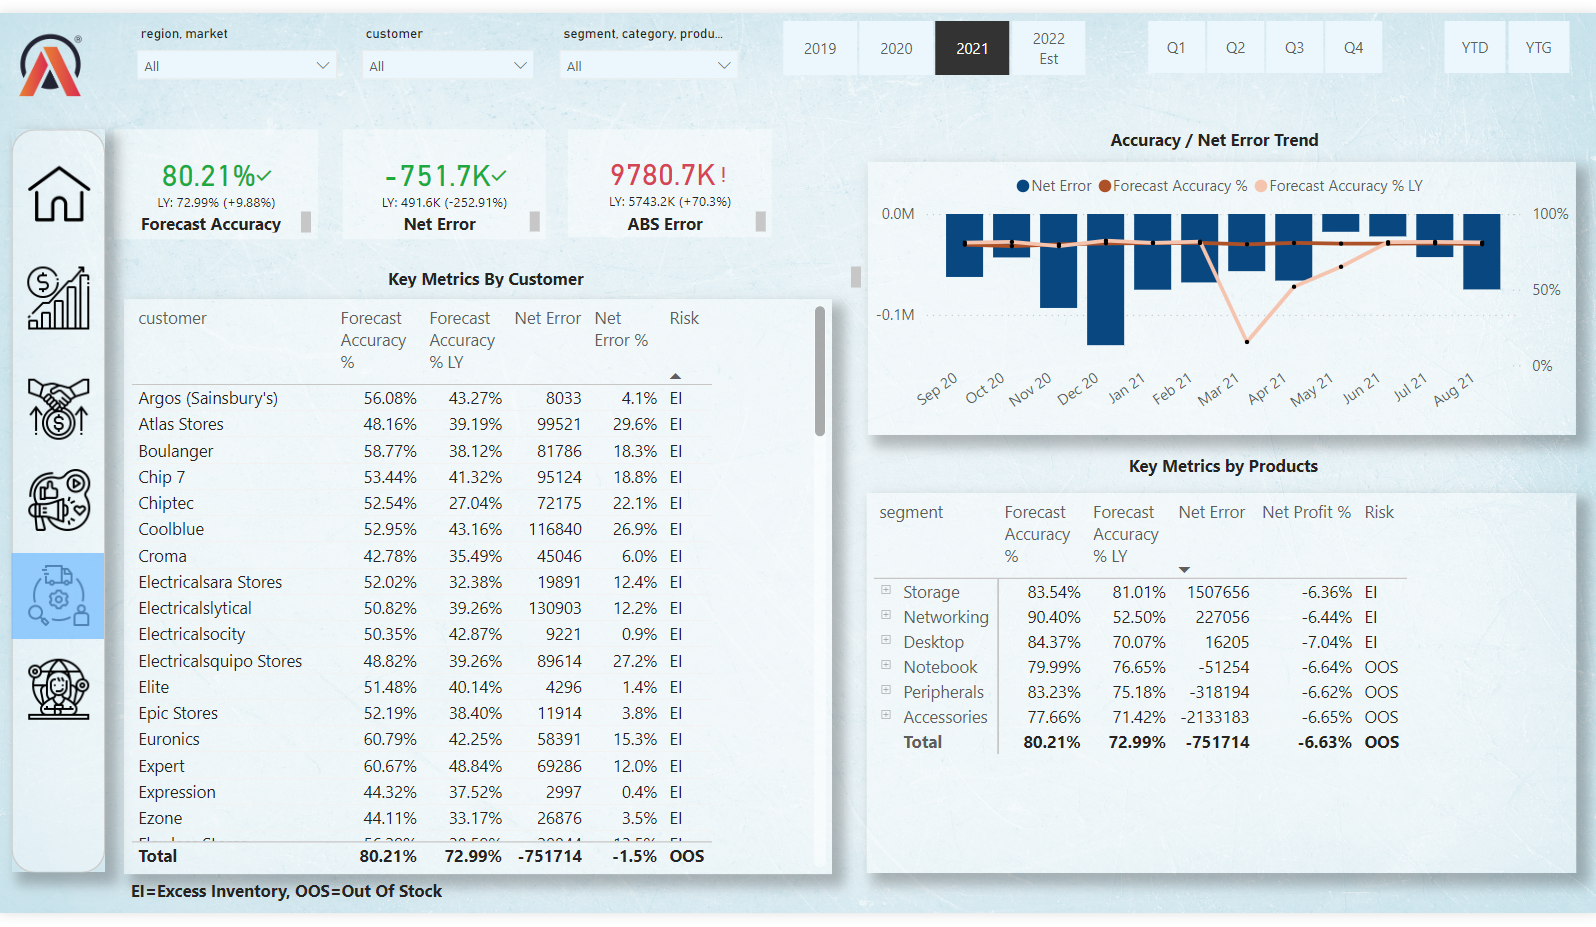 region, market
customer
segment, category, produ...
All
All
All
2019
2020
2021
2022
Est
Q1
Q2
Q3
Q4
YTD
YTG
80.21%
LY: 72.99% (+9.88%)
Forecast Accuracy
-751.7K
LY: 491.6K (-252.91%)
Net Error
9780.7K!
LY: 5743.2K (+70.3%)
ABS Error
Accuracy / Net Error Trend
Net Error Forecast Accuracy % Forecast Accuracy % LY
0.0M
-0.1M
100%
50%
0%
Sep 20
Oct 20
Nov 20
Dec 20
Jan 21
Feb 21
Mar 21
Apr 21
May 21
Jun 21
Jul 21
Aug 21
Key Metrics By Customer
customer Forecast Accuracy % Forecast Accuracy % LY Net Error Net Error % Risk
Argos (Sainsbury's) 56.08% 43.27% 8033 4.1% EI
Atlas Stores 48.16% 39.19% 99521 29.6% EI
Boulanger 58.77% 38.12% 81786 18.3% EI
Chip 7 53.44% 41.32% 95124 18.8% EI
Chiptec 52.54% 27.04% 72175 22.1% EI
Coolblue 52.95% 43.16% 116840 26.9% EI
Croma 42.78% 35.49% 45046 6.0% EI
Electricalsara Stores 52.02% 32.38% 19891 12.4% EI
Electricalslytical 50.82% 39.26% 130903 12.2% EI
Electricalsocity 50.35% 42.87% 9221 0.9% EI
Electricalsquipo Stores 48.82% 39.26% 89614 27.2% EI
Elite 51.48% 40.14% 4296 1.4% EI
Epic Stores 52.19% 38.40% 11914 3.8% EI
Euronics 60.79% 42.25% 58391 15.3% EI
Expert 60.67% 48.84% 69286 12.0% EI
Expression 44.32% 37.52% 2997 0.4% EI
Ezone 44.11% 33.17% 26876 3.5% EI
Total 80.21% 72.99% -751714 -1.5% OOS
EI=Excess Inventory, OOS=Out Of Stock
Key Metrics by Products
segment Forecast Accuracy % Forecast Accuracy % LY Net Error Net Profit % Risk
Storage 83.54% 81.01% 1507656 -6.36% EI
Networking 90.40% 52.50% 227056 -6.44% EI
Desktop 84.37% 70.07% 16205 -7.04% EI
Notebook 79.99% 76.65% -51254 -6.64% OOS
Peripherals 83.23% 75.18% -318194 -6.62% OOS
Accessories 77.66% 71.42% -2133183 -6.65% OOS
Total 80.21% 72.99% -751714 -6.63% OOS